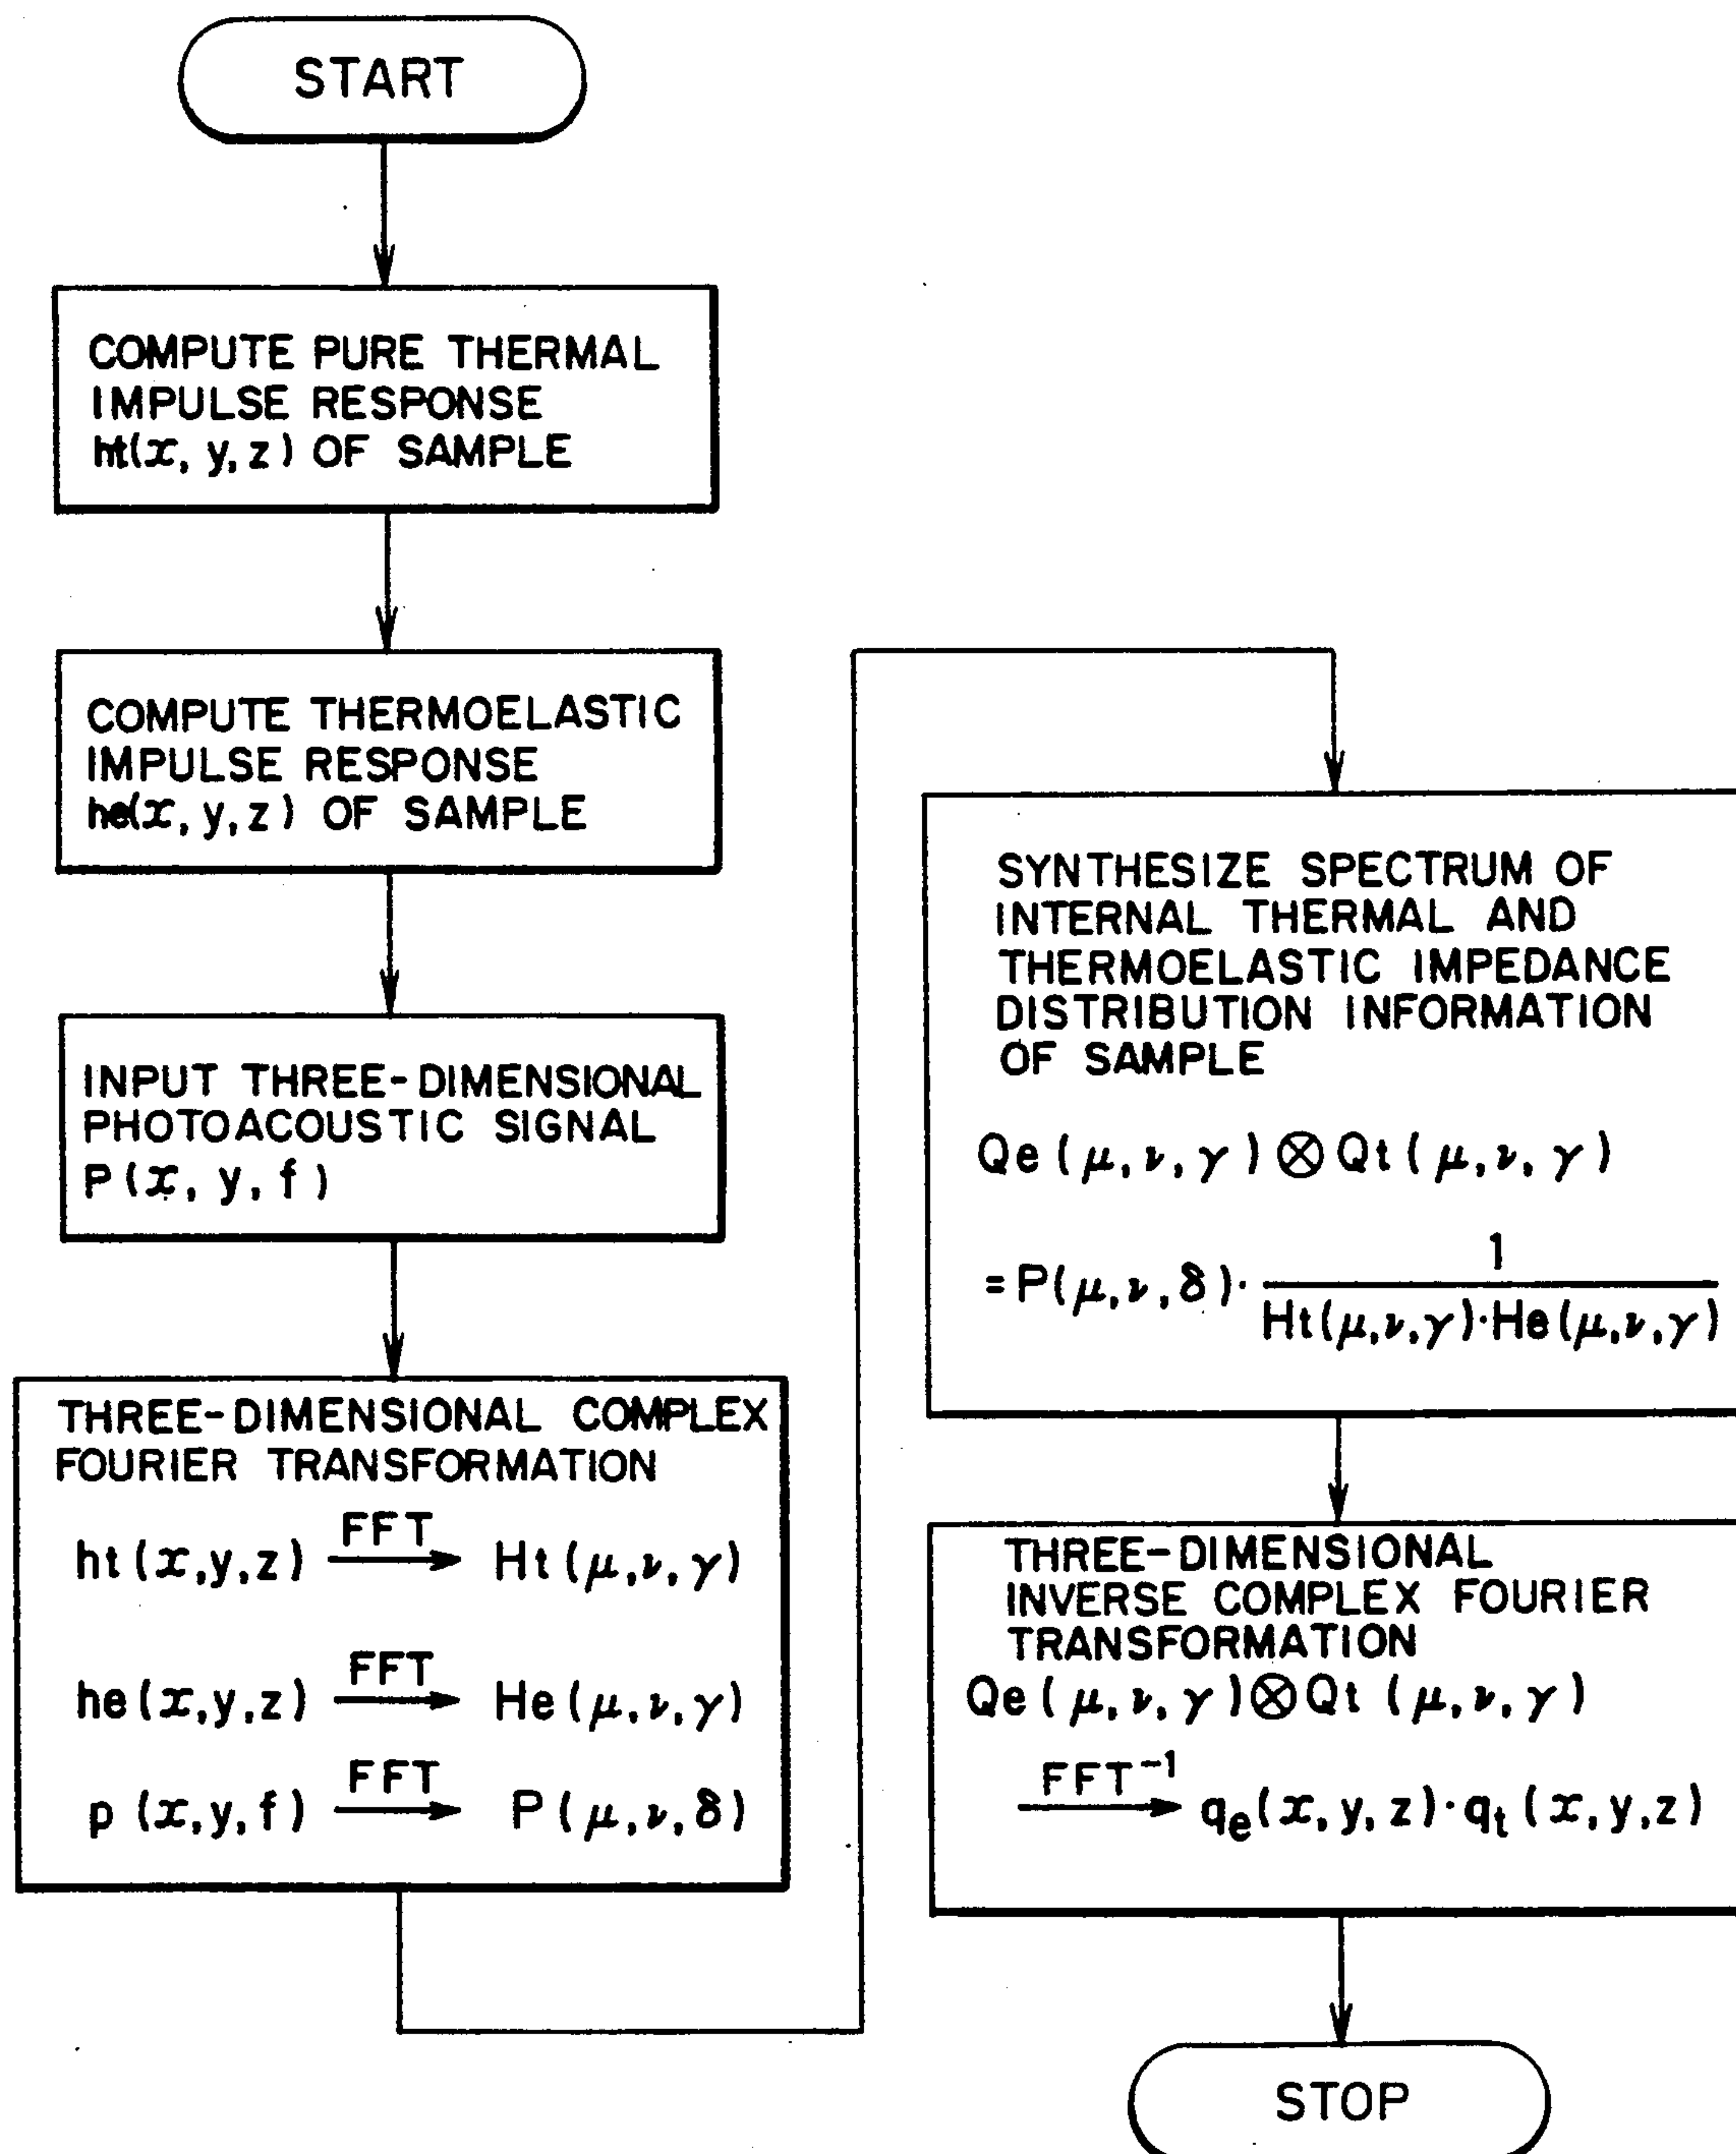 START
COMPUTE PURE THERMAL
IMPULSE RESPONSE
ht(x, y, z) OF SAMPLE
COMPUTE THERMOELASTIC
IMPULSE RESPONSE
he(x, y, z) OF SAMPLE
INPUT THREE-DIMENSIONAL
PHOTOACOUSTIC SIGNAL
P(x, y, f)
THREE-DIMENSIONAL COMPLEX
FOURIER TRANSFORMATION
FFT
ht(x,y,z) → Ht(μ,ν,γ)
FFT
he(x,y,z) → He(μ,ν,γ)
FFT
p(x,y,f) → P(μ,ν,δ)
SYNTHESIZE SPECTRUM OF
INTERNAL THERMAL AND
THERMOELASTIC IMPEDANCE
DISTRIBUTION INFORMATION
OF SAMPLE
Qe(μ,ν,γ)⊗Qt(μ,ν,γ)
1
=P(μ,ν,δ)·
Ht(μ,ν,γ)·He(μ,ν,γ)
THREE-DIMENSIONAL
INVERSE COMPLEX FOURIER
TRANSFORMATION
Qe(μ,ν,γ)⊗Qt(μ,ν,γ)
FFT⁻¹
→ qe(x,y,z)·qt(x,y,z)
STOP